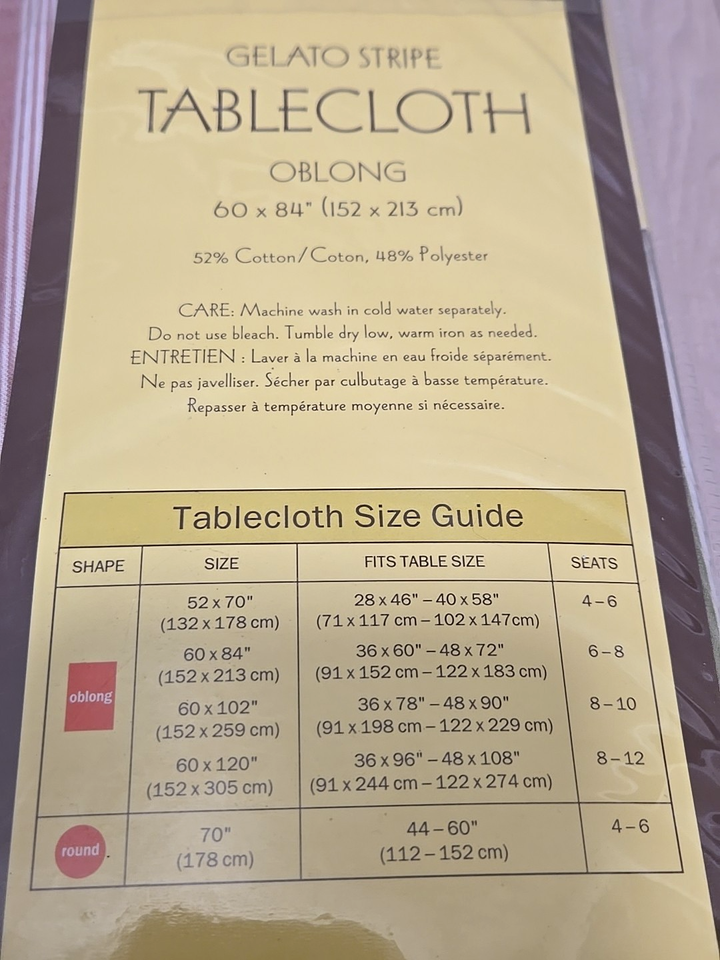 GELATO STRIPE
TABLECLOTH
OBLONG
60 x 84" (152 x 213 cm)
52% Cotton/Coton, 48% Polyester
CARE: Machine wash in cold water separately.
Do not use bleach. Tumble dry low, warm iron as needed.
ENTRETIEN : Laver à la machine en eau froide séparément.
Ne pas javelliser. Sécher par culbutage à basse température.
Repasser à température moyenne si nécessaire.
Tablecloth Size Guide
SHAPE SIZE FITS TABLE SIZE SEATS
52 x 70" 28 x 46" – 40 x 58" 4–6
(132 x 178 cm) (71 x 117 cm – 102 x 147cm)
60 x 84" 36 x 60" – 48 x 72" 6–8
(152 x 213 cm) (91 x 152 cm – 122 x 183 cm)
oblong
60 x 102" 36 x 78" – 48 x 90" 8–10
(152 x 259 cm) (91 x 198 cm – 122 x 229 cm)
60 x 120" 36 x 96" – 48 x 108" 8–12
(152 x 305 cm) (91 x 244 cm – 122 x 274 cm)
round
70" 44 – 60" 4–6
(178 cm) (112 – 152 cm)